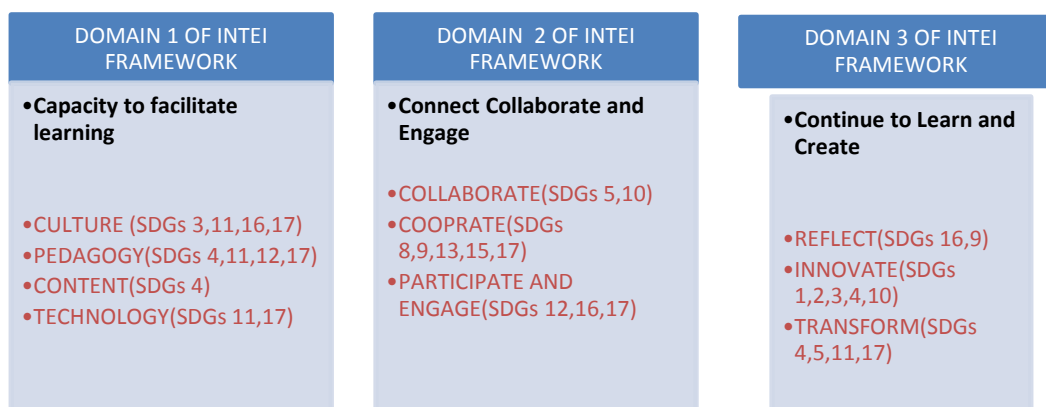 DOMAIN 1 OF INTEI
FRAMEWORK
•Capacity to facilitate
learning
•CULTURE (SDGs 3,11,16,17)
•PEDAGOGY(SDGs 4,11,12,17)
•CONTENT(SDGs 4)
•TECHNOLOGY(SDGs 11,17)
DOMAIN 2 OF INTEI
FRAMEWORK
•Connect Collaborate and
Engage
•COLLABORATE(SDGs 5,10)
•COOPRATE(SDGs
8,9,13,15,17)
•PARTICIPATE AND
ENGAGE(SDGs 12,16,17)
DOMAIN 3 OF INTEI
FRAMEWORK
•Continue to Learn and
Create
•REFLECT(SDGs 16,9)
•INNOVATE(SDGs
1,2,3,4,10)
•TRANSFORM(SDGs
4,5,11,17)